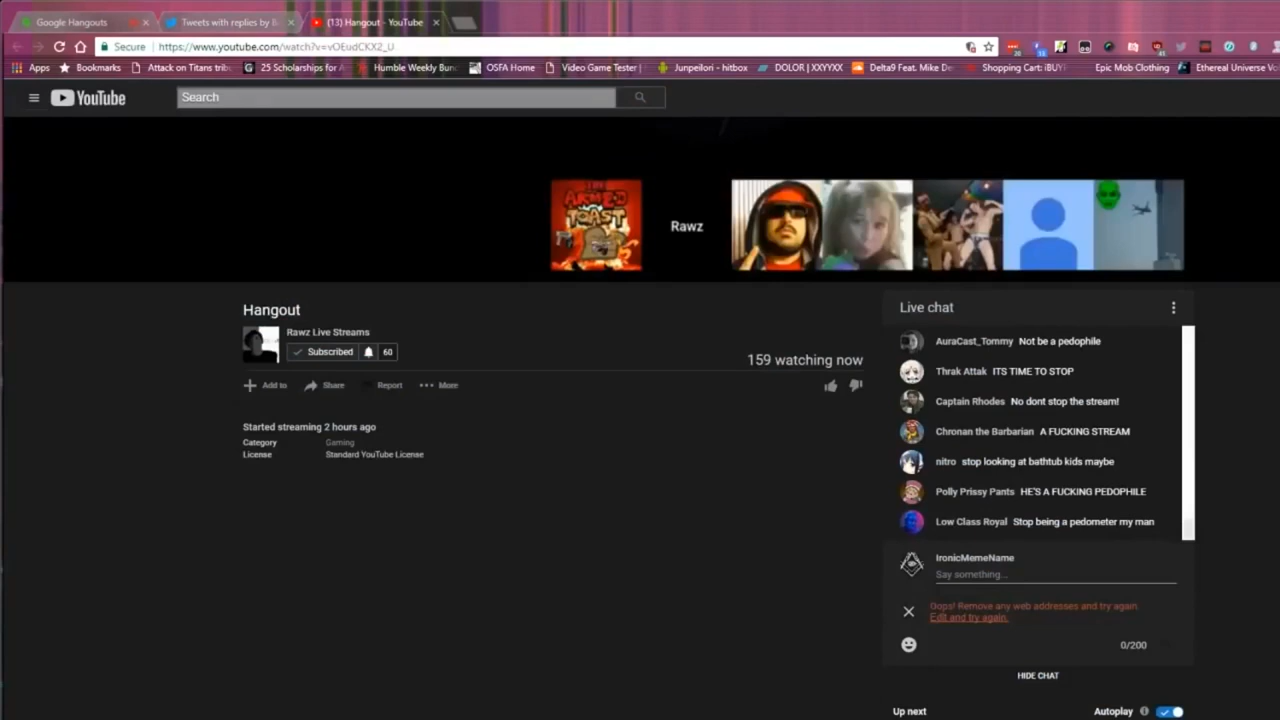 Google Hangouts
Tweets with replies by
(13) Hangout - YouTube
Secure https://www.youtube.com/watch?v=vOEudCKX2_U
Apps Bookmarks Attack on Titans tribu 25 Scholarships for Humble Weekly Bun OSFA Home Video Game Tester Junpeilori - hitbox DOLOR | XXYYXX Delta9 Feat. Mike De Shopping Cart: iBUY Epic Mob Clothing Ethereal Universe Vo
YouTube
Search
THE ARMED TOAST
Rawz
Hangout
Rawz Live Streams
Subscribed 60
159 watching now
Add to Share Report More
Started streaming 2 hours ago
Category Gaming
License Standard YouTube License
Live chat
AuraCast_Tommy Not be a pedophile
Thrak Attak ITS TIME TO STOP
Captain Rhodes No dont stop the stream!
Chronan the Barbarian A FUCKING STREAM
nitro stop looking at bathtub kids maybe
Polly Prissy Pants HE'S A FUCKING PEDOPHILE
Low Class Royal Stop being a pedometer my man
IronicMemeName
Say something...
Oops! Remove any web addresses and try again.
Edit and try again.
0/200
HIDE CHAT
Up next
Autoplay